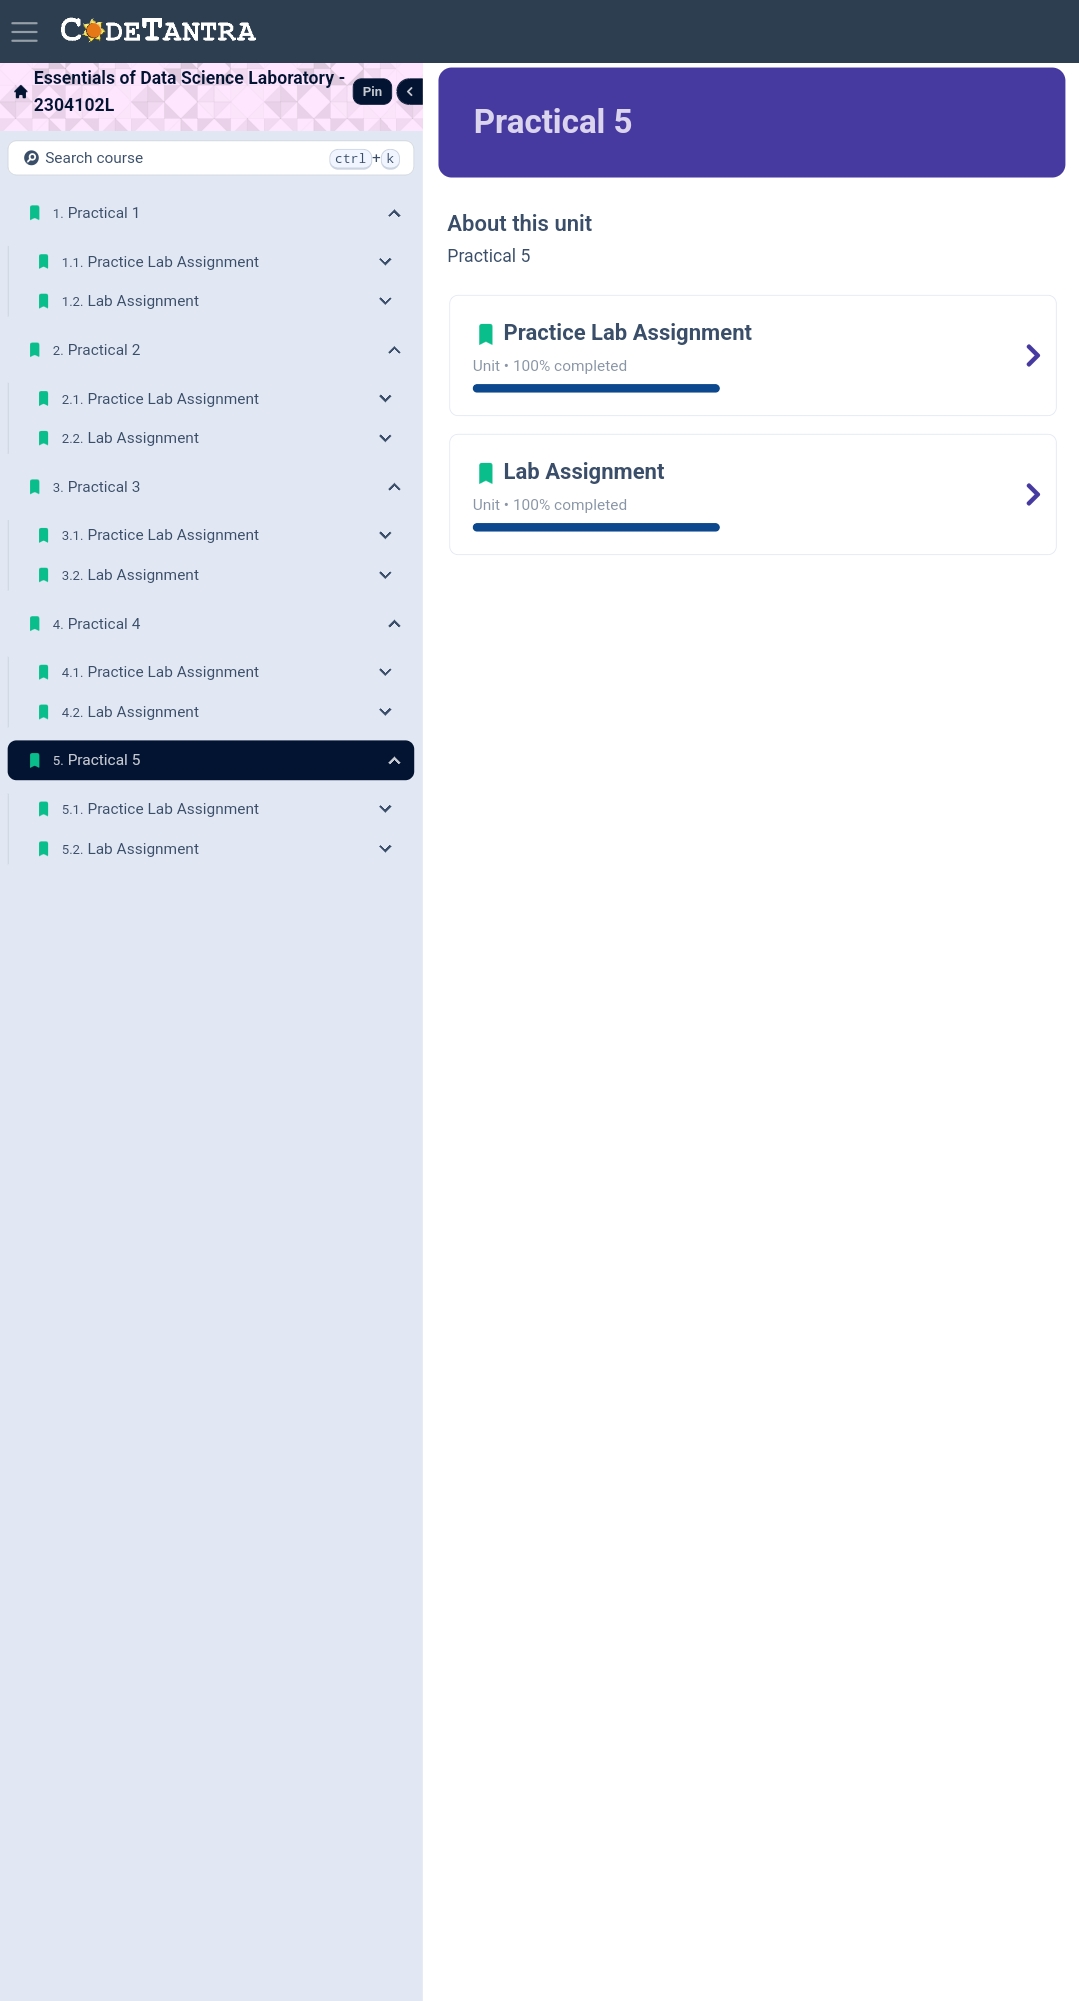 CODETANTRA
Essentials of Data Science Laboratory -
2304102L
Pin
Search course
ctrl+k
1. Practical 1
1.1. Practice Lab Assignment
1.2. Lab Assignment
2. Practical 2
2.1. Practice Lab Assignment
2.2. Lab Assignment
3. Practical 3
3.1. Practice Lab Assignment
3.2. Lab Assignment
4. Practical 4
4.1. Practice Lab Assignment
4.2. Lab Assignment
5. Practical 5
5.1. Practice Lab Assignment
5.2. Lab Assignment
Practical 5
About this unit
Practical 5
Practice Lab Assignment
Unit • 100% completed
Lab Assignment
Unit • 100% completed